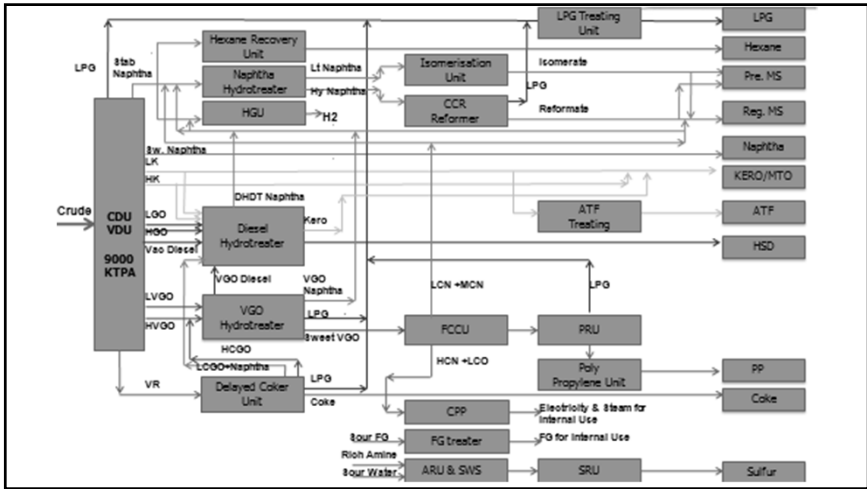 LPG Treating
Unit
LPG
LPG
Stab
Naphtha
Hexane Recovery
Unit
Hexane
Naphtha
Hydrotreater
Lt Naphtha
Hy Naphtha
Isomerisation
Unit
Isomerate
Pre. MS
LPG
HGU
H2
CCR
Reformer
Reformate
Reg. MS
Sw. Naphtha
Naphtha
LK
KERO/MTO
HK
DHDT Naphtha
Crude
CDU
VDU
9000
KTPA
LGO
HGO
Vac Diesel
Diesel
Hydrotreater
Kero
ATF
Treating
ATF
HSD
VGO Diesel
VGO
Naphtha
LCN +MCN
LPG
LVGO
HVGO
VGO
Hydrotreater
LPG
Sweet VGO
FCCU
PRU
HCGO
LCGO+Naphtha
HCN +LCO
Poly
Propylene Unit
PP
VR
Delayed Coker
Unit
LPG
Coke
Coke
CPP
Electricity & Steam for
Internal Use
Sour FG
FG treater
FG for Internal Use
Rich Amine
Sour Water
ARU & SWS
SRU
Sulfur